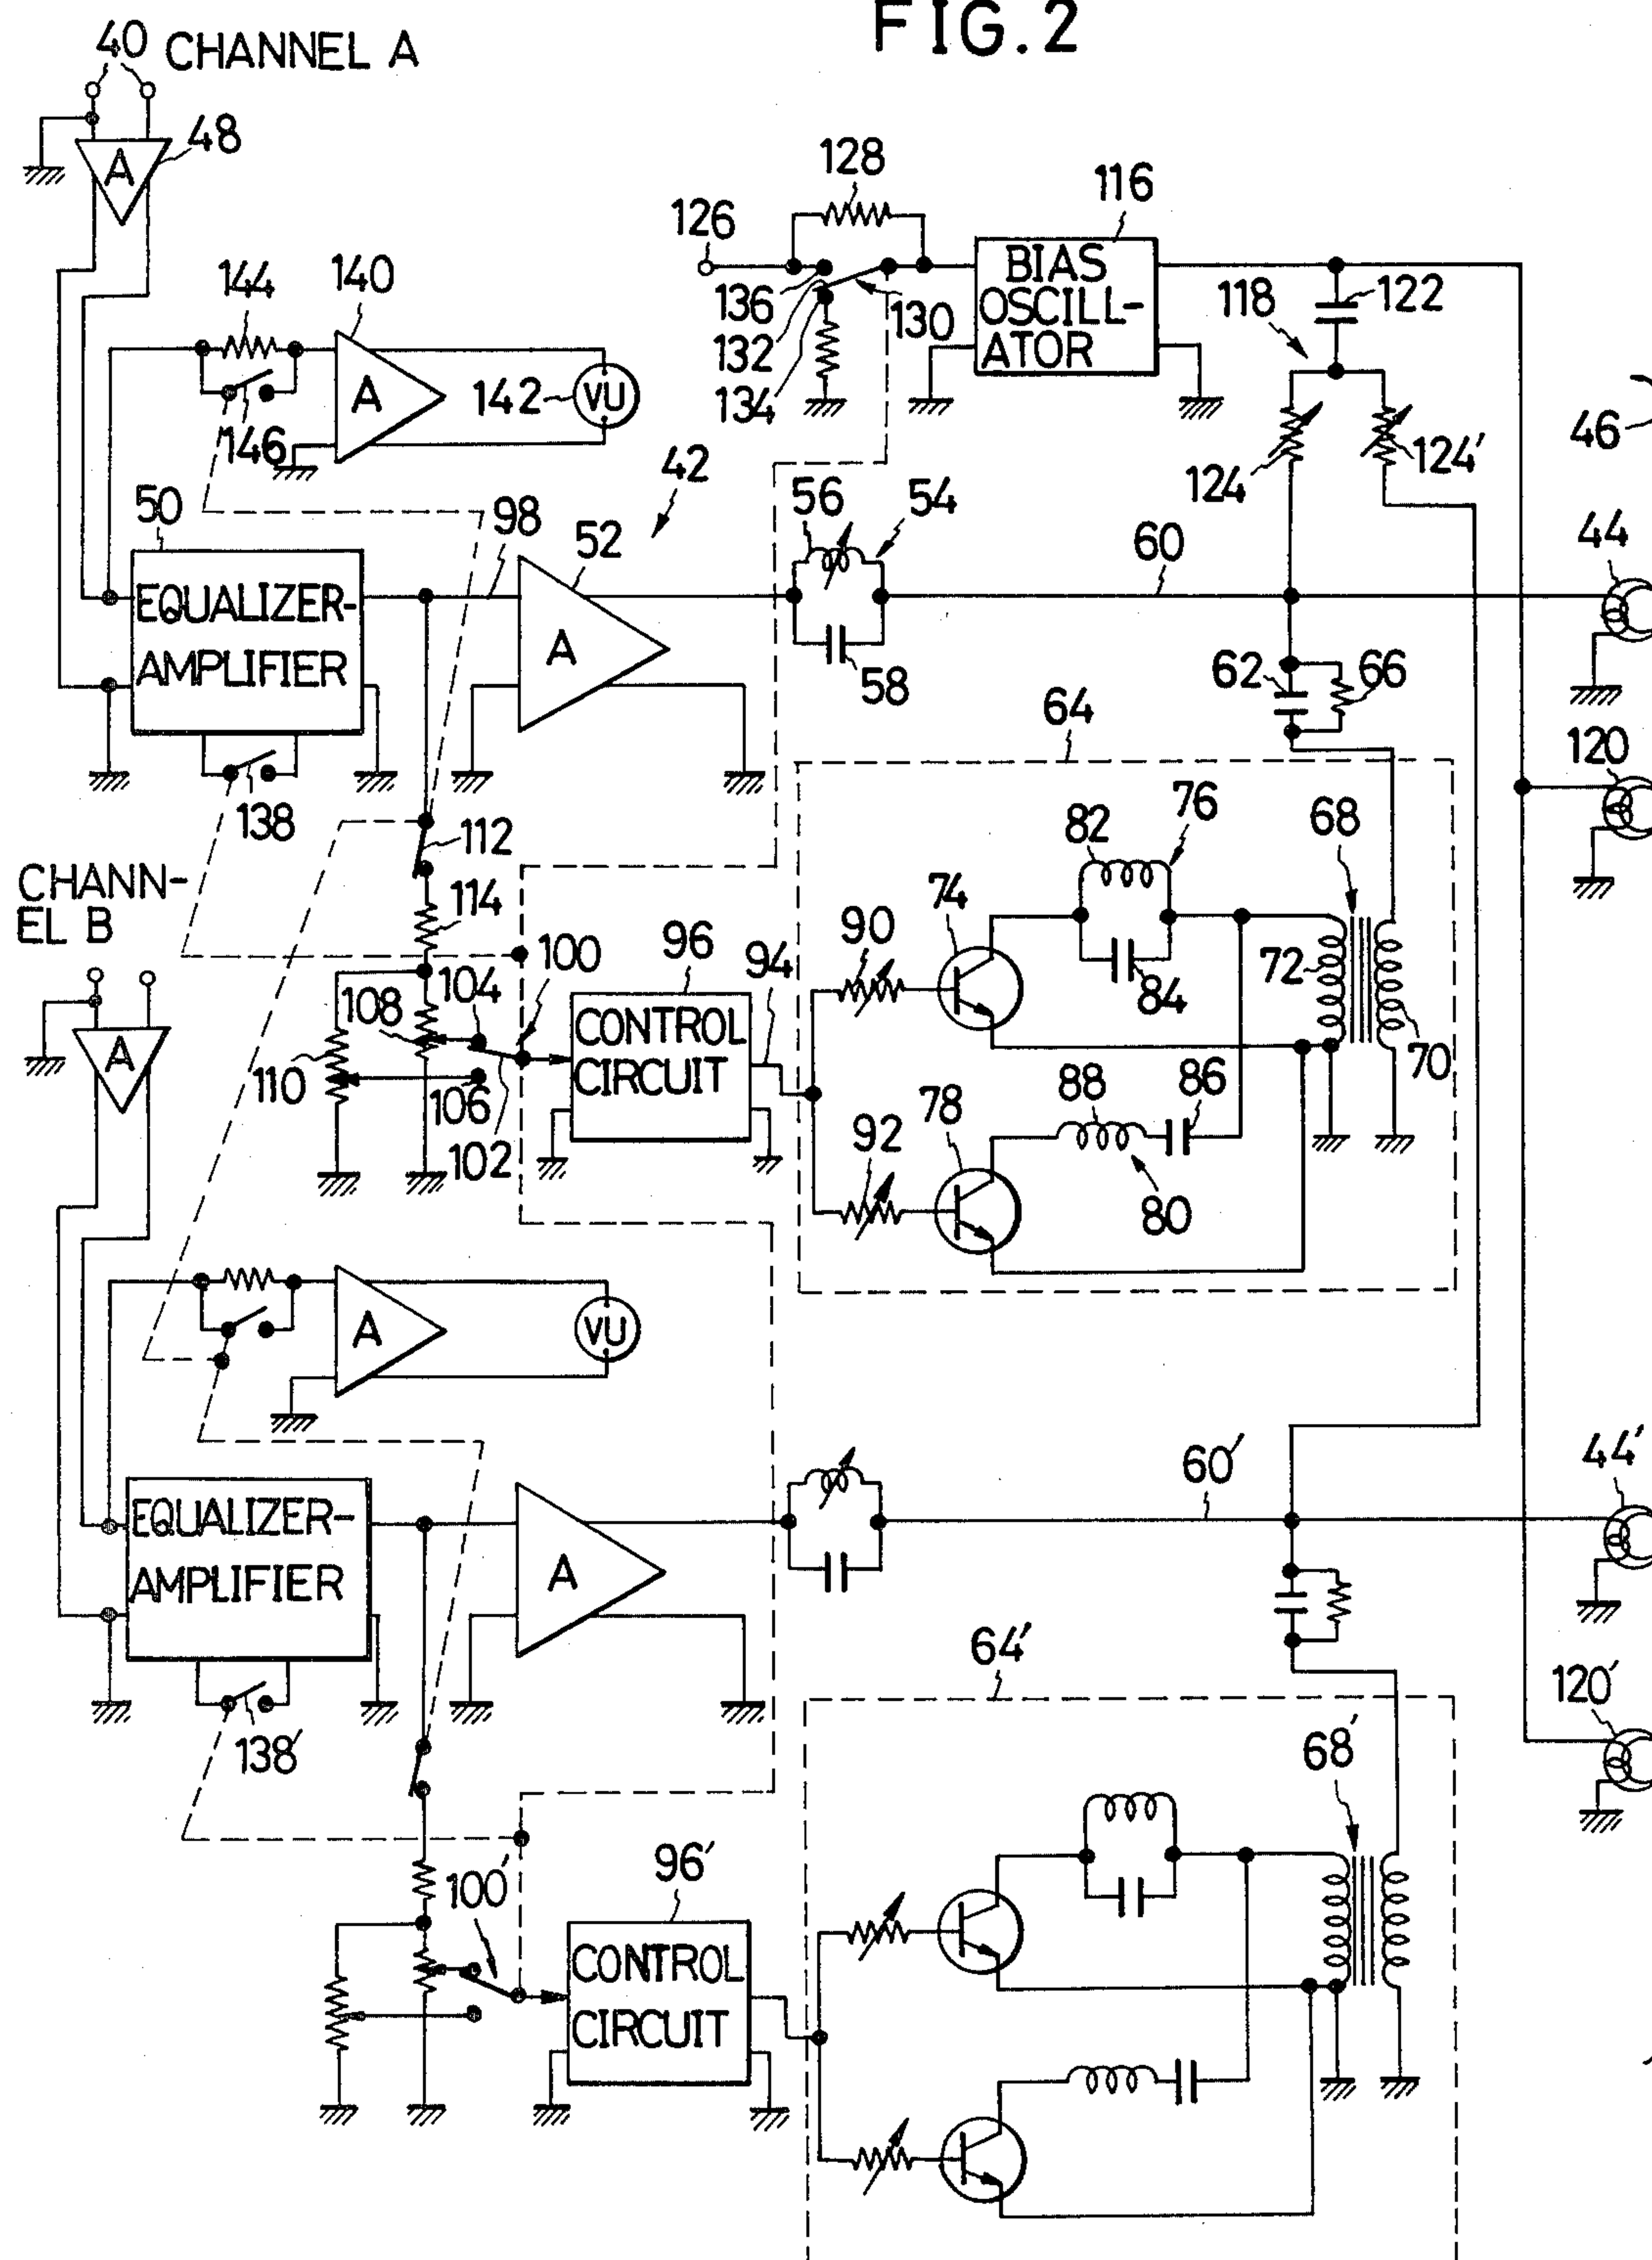 FIG.2
40 CHANNEL A
48
A
128
116
126
144
140
136
132
134
130
BIAS
OSCILL-
ATOR
118
122
A
142
VU
146
124
124'
46
42
50
98
52
56
54
60
44
EQUALIZER-
AMPLIFIER
A
58
62
66
64
120
138
112
82
76
68
CHANN-
EL B
114
74
90
96
94
100
104
108
72
84
A
CONTROL
CIRCUIT
110
106
102
70
88
86
78
92
80
A
VU
60'
44'
EQUALIZER-
AMPLIFIER
A
64'
120'
138'
68'
96'
100'
CONTROL
CIRCUIT